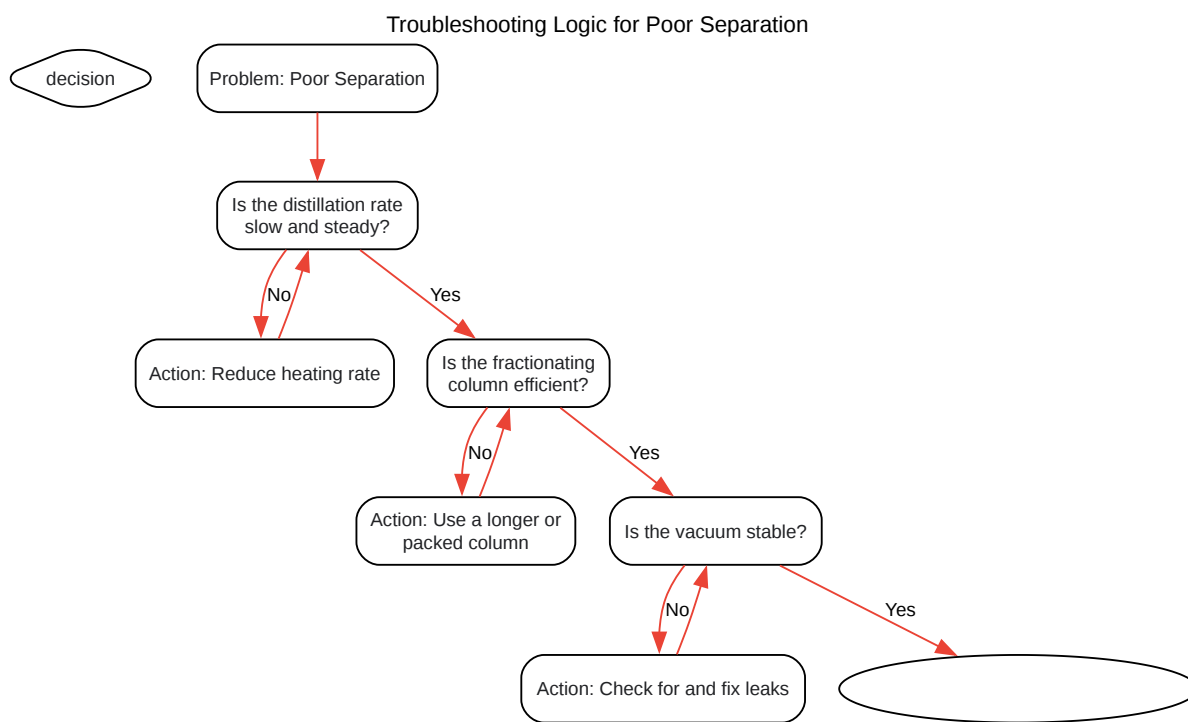 Troubleshooting Logic for Poor Separation
decision
Problem: Poor Separation
Is the distillation rate
slow and steady?
No
Yes
Action: Reduce heating rate
Is the fractionating
column efficient?
No
Yes
Action: Use a longer or
packed column
Is the vacuum stable?
No
Yes
Action: Check for and fix leaks